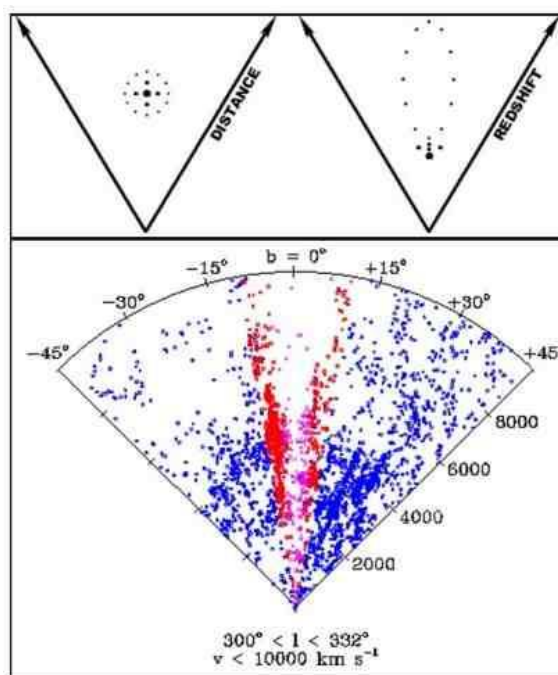 DISTANCE
REDSHIFT
b = 0°
−15°
+15°
−30°
+30°
−45°
+45°
8000
6000
4000
2000
300° < l < 332°
v < 10000 km s⁻¹